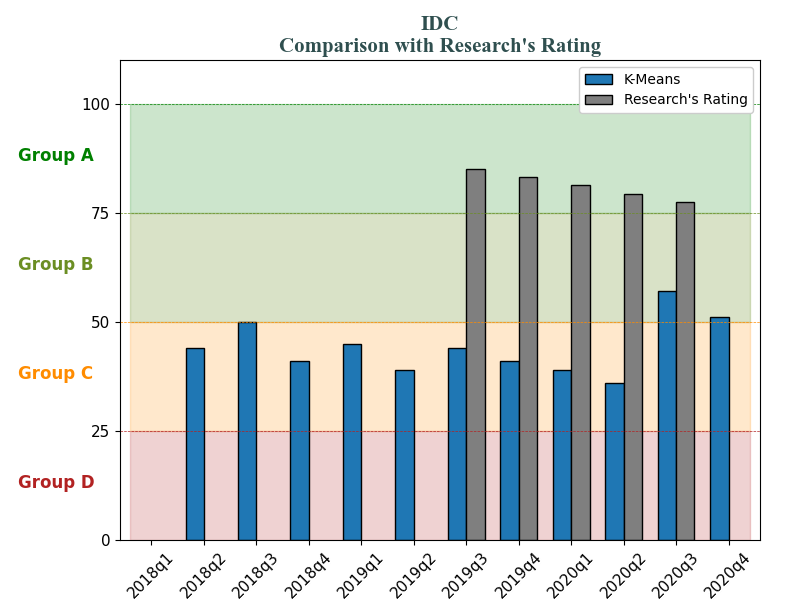 IDC
Comparison with Research's Rating
K-Means
Research's Rating
100
Group A
75
Group B
50
Group C
25
Group D
0
2018q1
2018q2
2018q3
2018q4
2019q1
2019q2
2019q3
2019q4
2020q1
2020q2
2020q3
2020q4